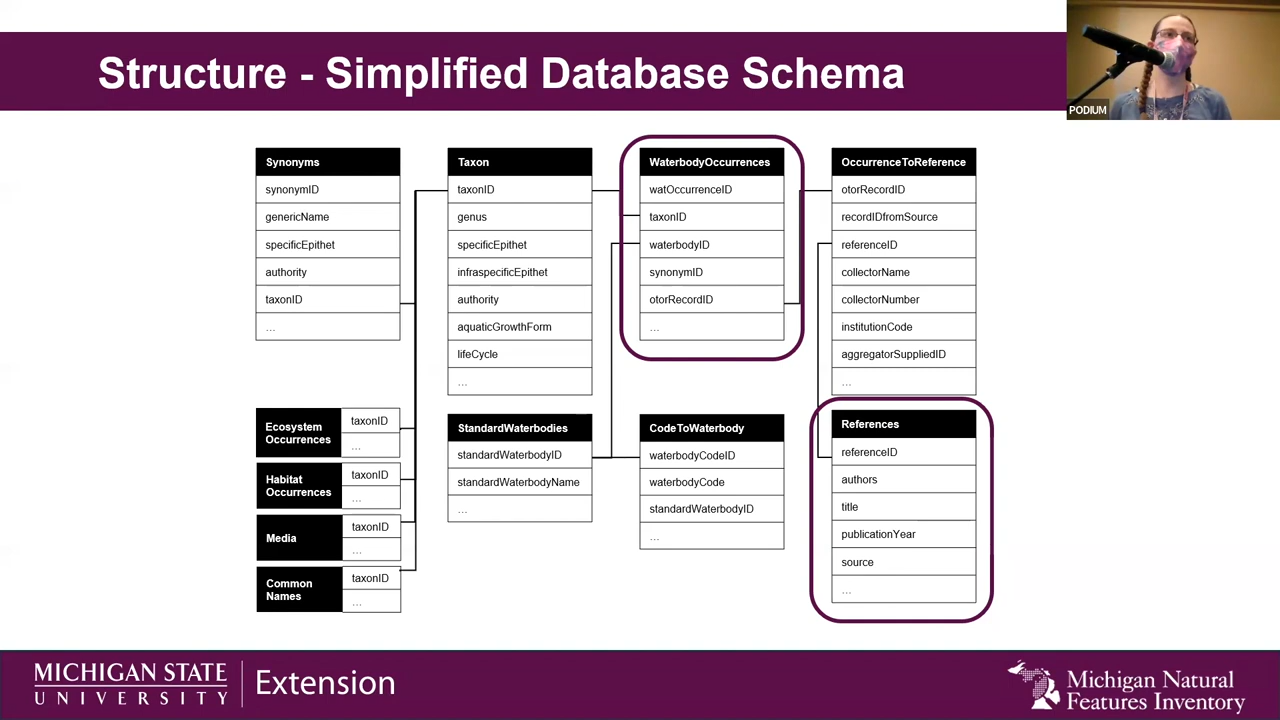 Structure - Simplified Database Schema
PODIUM
Synonyms
synonymID
genericName
specificEpithet
authority
taxonID
...
Taxon
taxonID
genus
specificEpithet
infraspecificEpithet
authority
aquaticGrowthForm
lifeCycle
...
WaterbodyOccurrences
watOccurrenceID
taxonID
waterbodyID
synonymID
otorRecordID
...
OccurrenceToReference
otorRecordID
recordIDfromSource
referenceID
collectorName
collectorNumber
institutionCode
aggregatorSuppliedID
...
Ecosystem
Occurrences
taxonID
...
Habitat
Occurrences
taxonID
...
Media
taxonID
...
Common
Names
taxonID
...
StandardWaterbodies
standardWaterbodyID
standardWaterbodyName
...
CodeToWaterbody
waterbodyCodeID
waterbodyCode
standardWaterbodyID
...
References
referenceID
authors
title
publicationYear
source
...
MICHIGAN STATE
UNIVERSITY
Extension
Michigan Natural
Features Inventory